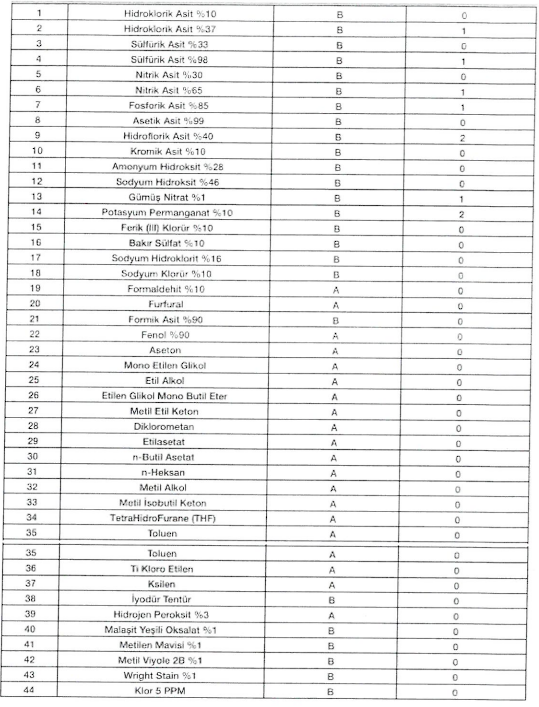 1 Hidroklorik Asit %10 B 0
2 Hidroklorik Asit %37 B 1
3 Sülfürik Asit %33 B 0
4 Sülfürik Asit %98 B 1
5 Nitrik Asit %30 B 0
6 Nitrik Asit %65 B 1
7 Fosforik Asit %85 B 1
8 Asetik Asit %99 B 0
9 Hidroflorik Asit %40 B 2
10 Kromik Asit %10 B 0
11 Amonyum Hidroksit %28 B 0
12 Sodyum Hidroksit %46 B 0
13 Gümüş Nitrat %1 B 1
14 Potasyum Permanganat %10 B 2
15 Ferik (III) Klorür %10 B 0
16 Bakır Sülfat %10 B 0
17 Sodyum Hidroklorit %16 B 0
18 Sodyum Klorür %10 B 0
19 Formaldehit %10 A 0
20 Furfural A 0
21 Formik Asit %90 B 0
22 Fenol %90 A 0
23 Aseton A 0
24 Mono Etilen Glikol A 0
25 Etil Alkol A 0
26 Etilen Glikol Mono Butil Eter A 0
27 Metil Etil Keton A 0
28 Diklorometan A 0
29 Etilasetat A 0
30 n-Butil Asetat A 0
31 n-Heksan A 0
32 Metil Alkol A 0
33 Metil İsobutil Keton A 0
34 TetraHidroFurane (THF) A 0
35 Toluen A 0
35 Toluen A 0
36 Ti Kloro Etilen A 0
37 Ksilen A 0
38 İyodür Tentür B 0
39 Hidrojen Peroksit %3 A 0
40 Malaşit Yeşili Oksalat %1 B 0
41 Metilen Mavisi %1 B 0
42 Metil Viyole 2B %1 B 0
43 Wright Stain %1 B 0
44 Klor 5 PPM B 0